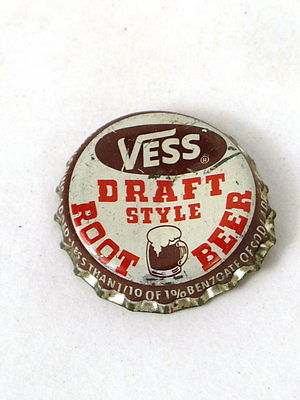 VESS®
DRAFT
STYLE
ROOT BEER
LESS THAN 1/10 OF 1% BENZOATE OF SODA